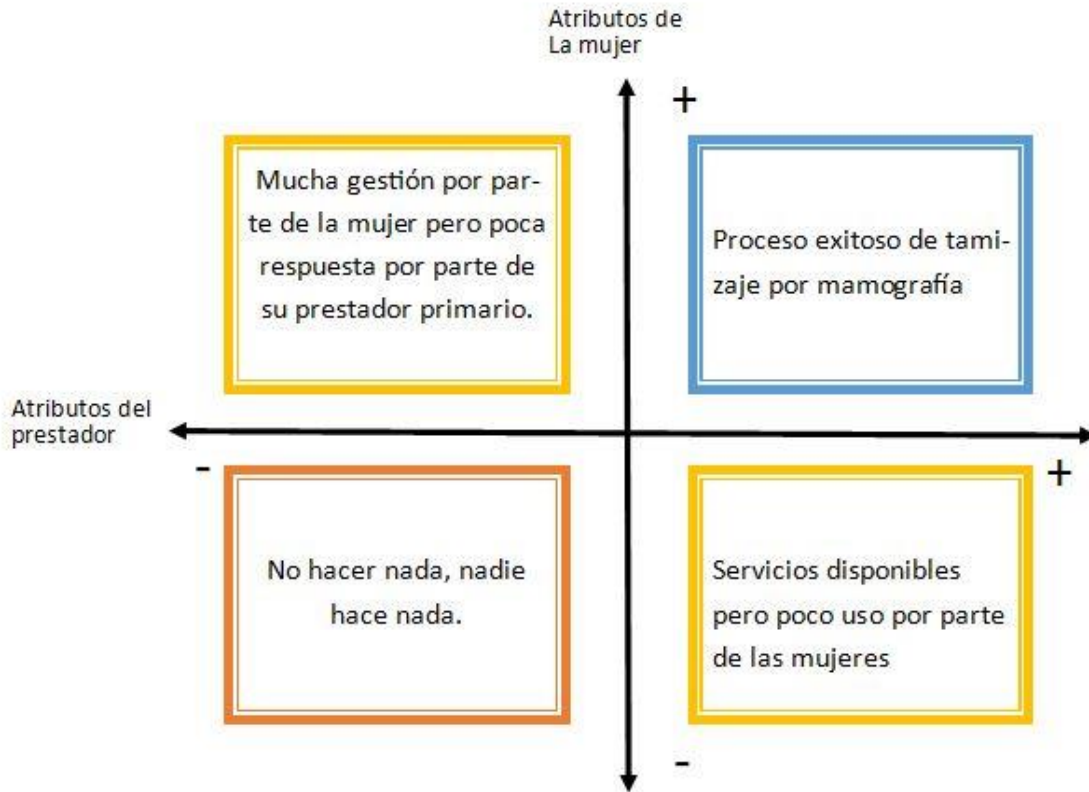 Atributos de
La mujer
+
Mucha gestión por par-
te de la mujer pero poca
respuesta por parte de
su prestador primario.
Proceso exitoso de tami-
zaje por mamografía
Atributos del
prestador
-
+
No hacer nada, nadie
hace nada.
Servicios disponibles
pero poco uso por parte
de las mujeres
-